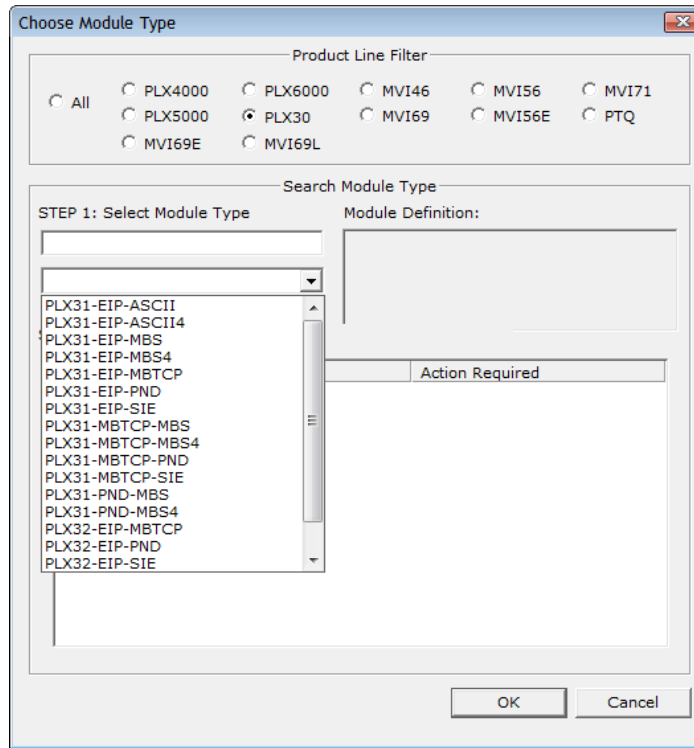 Choose Module Type
Product Line Filter
All
PLX4000
PLX6000
MVI46
MVI56
MVI71
PLX5000
PLX30
MVI69
MVI56E
PTQ
MVI69E
MVI69L
Search Module Type
STEP 1: Select Module Type
Module Definition:
PLX31-EIP-ASCII
PLX31-EIP-ASCII4
PLX31-EIP-MBS
PLX31-EIP-MBS4
PLX31-EIP-MBTCP
PLX31-EIP-PND
PLX31-EIP-SIE
PLX31-MBTCP-MBS
PLX31-MBTCP-MBS4
PLX31-MBTCP-PND
PLX31-MBTCP-SIE
PLX31-PND-MBS
PLX31-PND-MBS4
PLX32-EIP-MBTCP
PLX32-EIP-PND
PLX32-EIP-SIE
Action Required
OK
Cancel